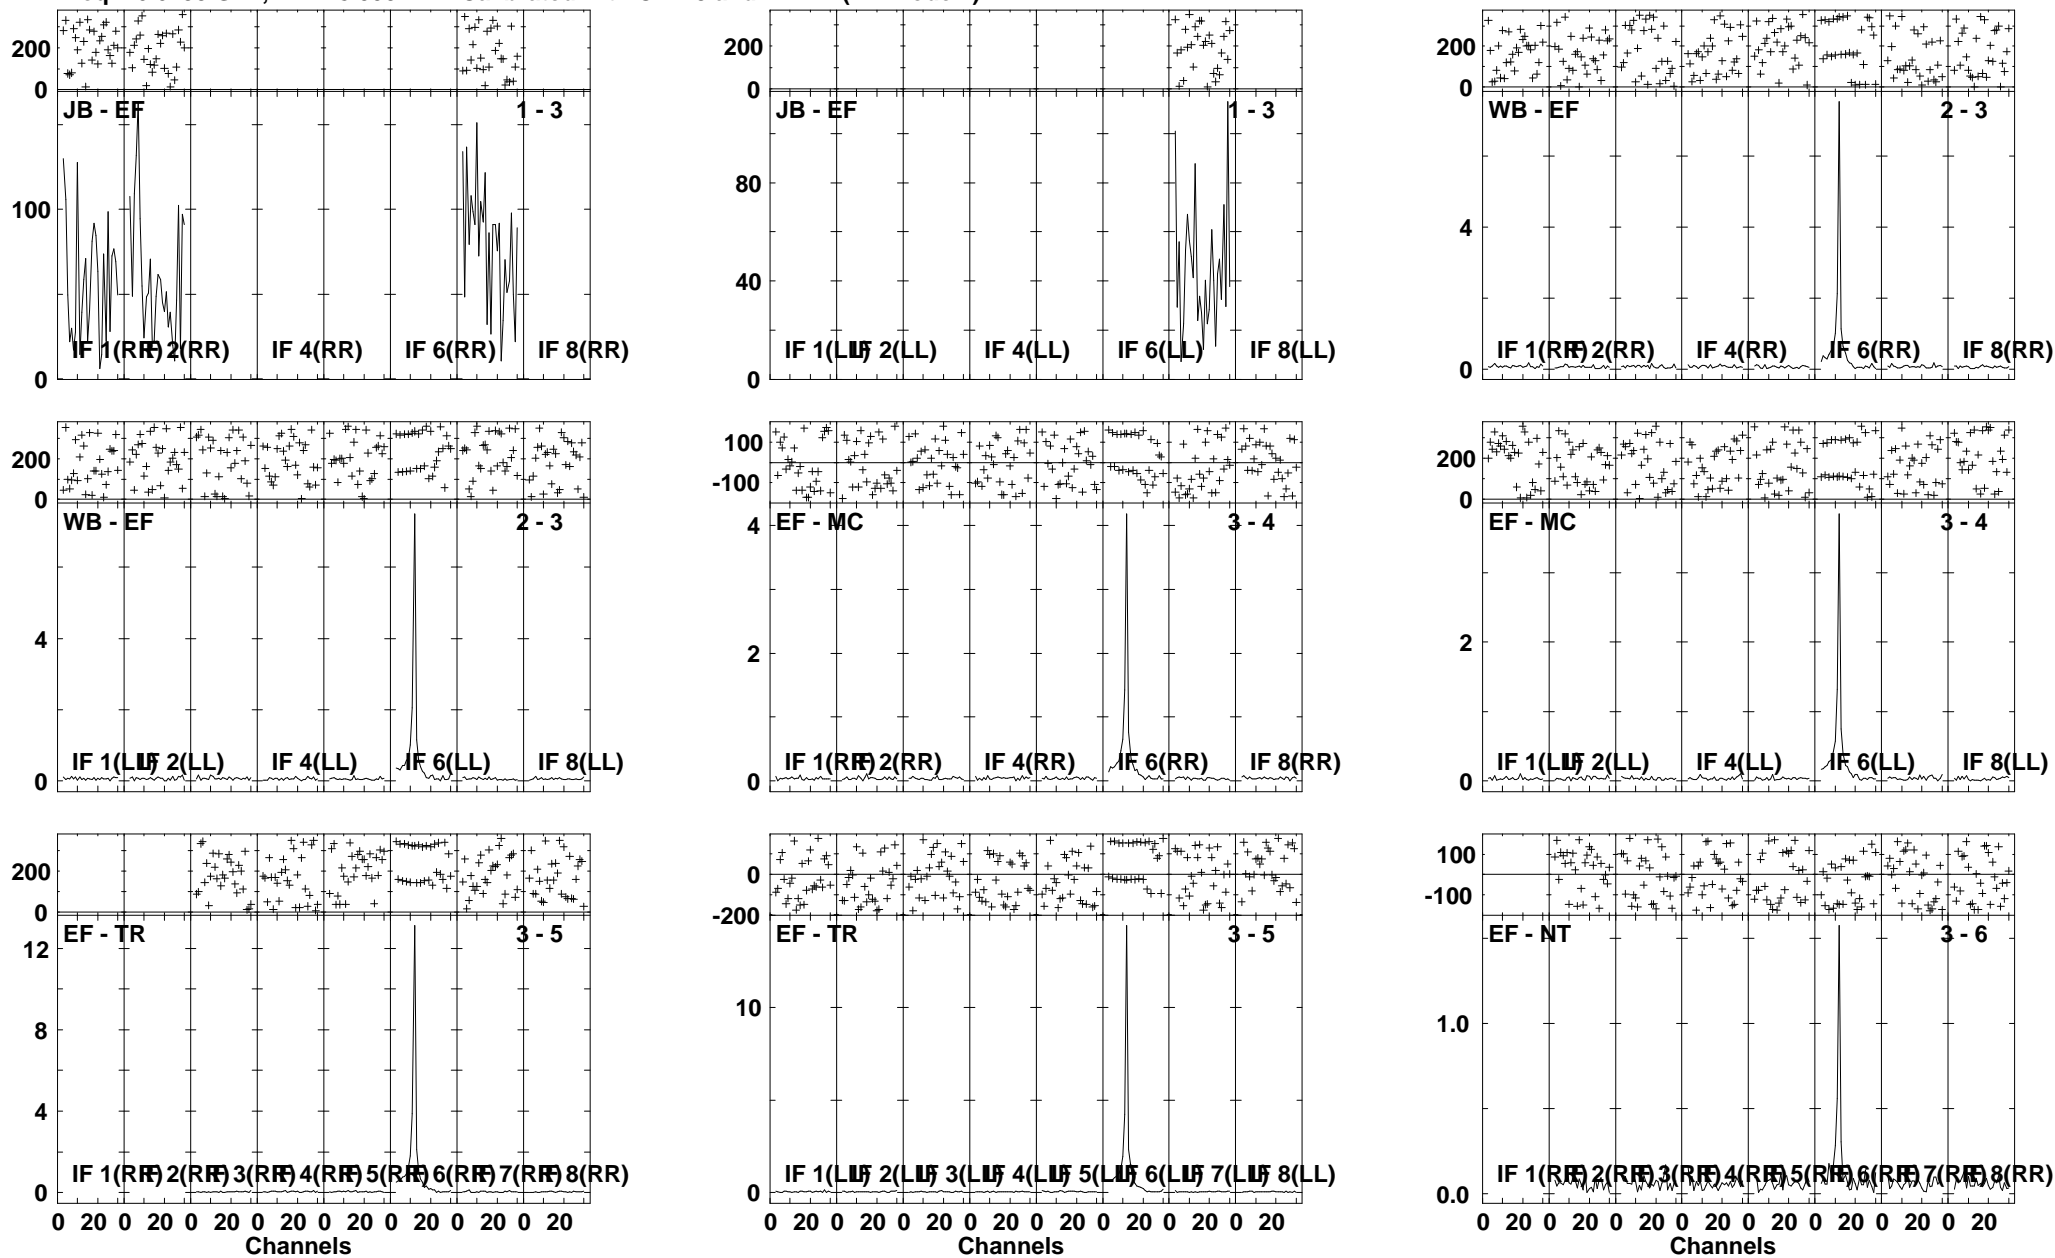 200
0
JB - EF
1 - 3
100
0
IF 1(RR)
IF 2(RR)
IF 4(RR)
IF 6(RR)
IF 8(RR)
200
0
JB - EF
1 - 3
80
40
0
IF 1(LL)
IF 2(LL)
IF 4(LL)
IF 6(LL)
IF 8(LL)
200
0
WB - EF
2 - 3
4
0
IF 1(RR)
IF 2(RR)
IF 4(RR)
IF 6(RR)
IF 8(RR)
200
0
WB - EF
2 - 3
4
0
IF 1(LL)
IF 2(LL)
IF 4(LL)
IF 6(LL)
IF 8(LL)
100
-100
EF - MC
3 - 4
4
2
0
IF 1(RR)
IF 2(RR)
IF 4(RR)
IF 6(RR)
IF 8(RR)
200
0
EF - MC
3 - 4
2
0
IF 1(LL)
IF 2(LL)
IF 4(LL)
IF 6(LL)
IF 8(LL)
200
0
EF - TR
3 - 5
12
8
4
0
IF 1(RR)
IF 2(RR)
IF 3(RR)
IF 4(RR)
IF 5(RR)
IF 6(RR)
IF 7(RR)
IF 8(RR)
0 20 0 20 0 20 0 20 0 20 0 20 0 20 0 20
Channels
0
-200
EF - TR
3 - 5
10
0
IF 1(LL)
IF 2(LL)
IF 3(LL)
IF 4(LL)
IF 5(LL)
IF 6(LL)
IF 7(LL)
IF 8(LL)
0 20 0 20 0 20 0 20 0 20 0 20 0 20 0 20
Channels
100
-100
EF - NT
3 - 6
1.0
0.0
IF 1(RR)
IF 2(RR)
IF 3(RR)
IF 4(RR)
IF 5(RR)
IF 6(RR)
IF 7(RR)
IF 8(RR)
0 20 0 20 0 20 0 20 0 20 0 20 0 20 0 20